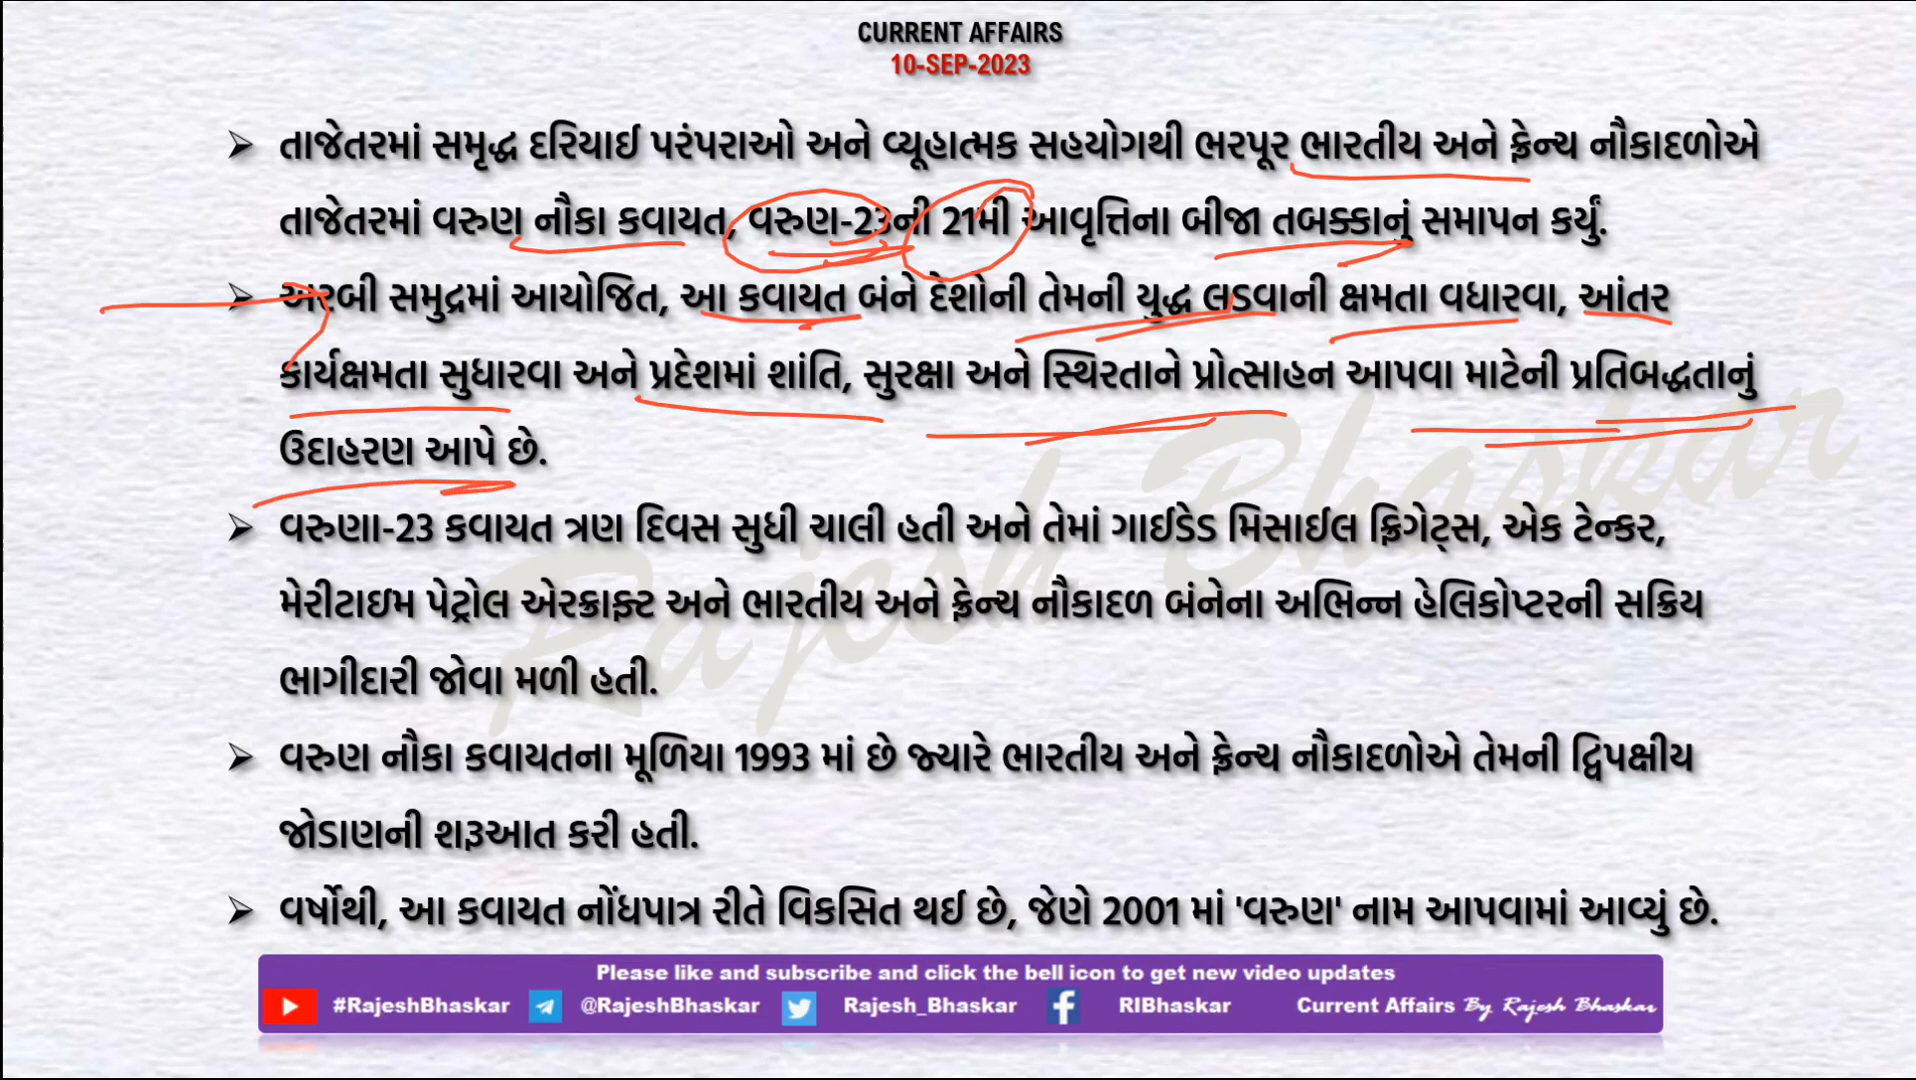 CURRENT AFFAIRS
10-SEP-2023
➢ તાજેતરમાં સમૃદ્ધ દરિયાઈ પરંપરાઓ અને વ્યૂહાત્મક સહયોગથી ભરપૂર ભારતીય અને ફ્રેન્ચ નૌકાદળોએ
તાજેતરમાં વરુણ નૌકા કવાયત, વરુણ-23ની 21મી આવૃત્તિના બીજા તબક્કાનું સમાપન કર્યું.
➢ અરબી સમુદ્રમાં આયોજિત, આ કવાયત બંને દેશોની તેમની યુદ્ધ લડવાની ક્ષમતા વધારવા, આંતર
કાર્યક્ષમતા સુધારવા અને પ્રદેશમાં શાંતિ, સુરક્ષા અને સ્થિરતાને પ્રોત્સાહન આપવા માટેની પ્રતિબદ્ધતાનું
ઉદાહરણ આપે છે.
➢ વરુણા-23 કવાયત ત્રણ દિવસ સુધી ચાલી હતી અને તેમાં ગાઈડેડ મિસાઈલ ફ્રિગેટ્સ, એક ટેન્કર,
મેરીટાઇમ પેટ્રોલ એરક્રાફ્ટ અને ભારતીય અને ફ્રેન્ચ નૌકાદળ બંનેના અભિન્ન હેલિકોપ્ટરની સક્રિય
ભાગીદારી જોવા મળી હતી.
➢ વરુણ નૌકા કવાયતના મૂળિયા 1993 માં છે જ્યારે ભારતીય અને ફ્રેન્ચ નૌકાદળોએ તેમની દ્વિપક્ષીય
જોડાણની શરૂઆત કરી હતી.
➢ વર્ષોથી, આ કવાયત નોંધપાત્ર રીતે વિકસિત થઈ છે, જેણે 2001 માં 'વરુણ' નામ આપવામાં આવ્યું છે.
Rajesh Bhaskar
Please like and subscribe and click the bell icon to get new video updates
#RajeshBhaskar @RajeshBhaskar Rajesh_Bhaskar RIBhaskar Current Affairs By Rajesh Bhaskar